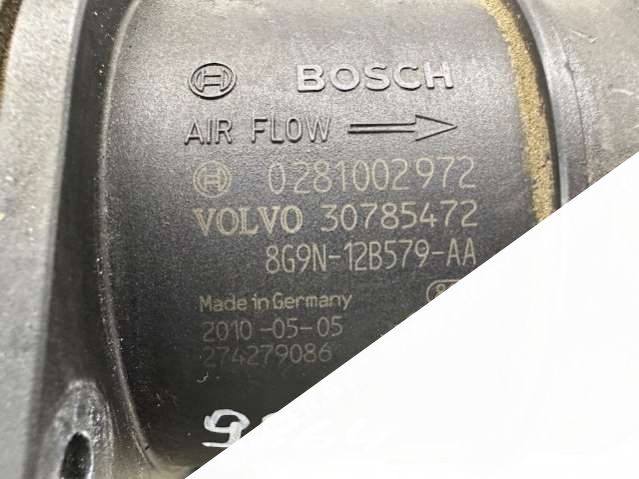 BOSCH
AIR FLOW
0281002972
VOLVO 30785472
8G9N-12B579-AA
Made in Germany
2010-05-05
274279086